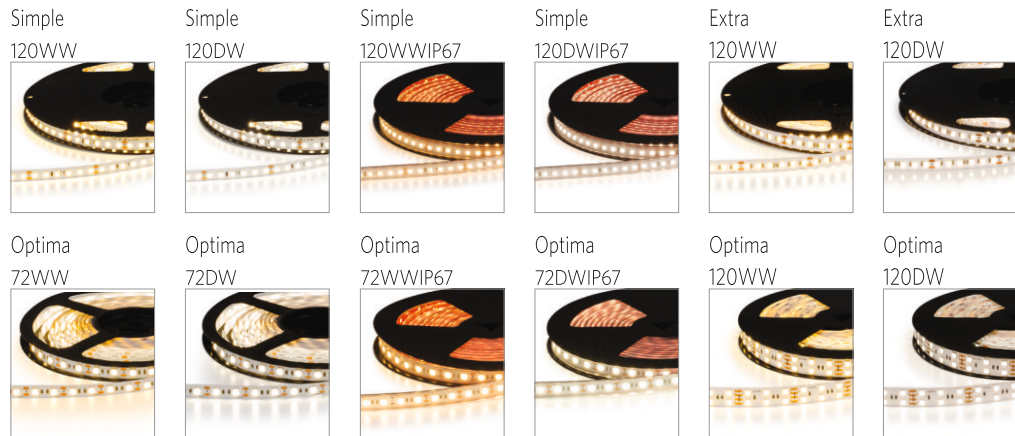 Simple
120WW
Simple
120DW
Simple
120WWIP67
Simple
120DWIP67
Extra
120WW
Extra
120DW
Optima
72WW
Optima
72DW
Optima
72WWIP67
Optima
72DWIP67
Optima
120WW
Optima
120DW